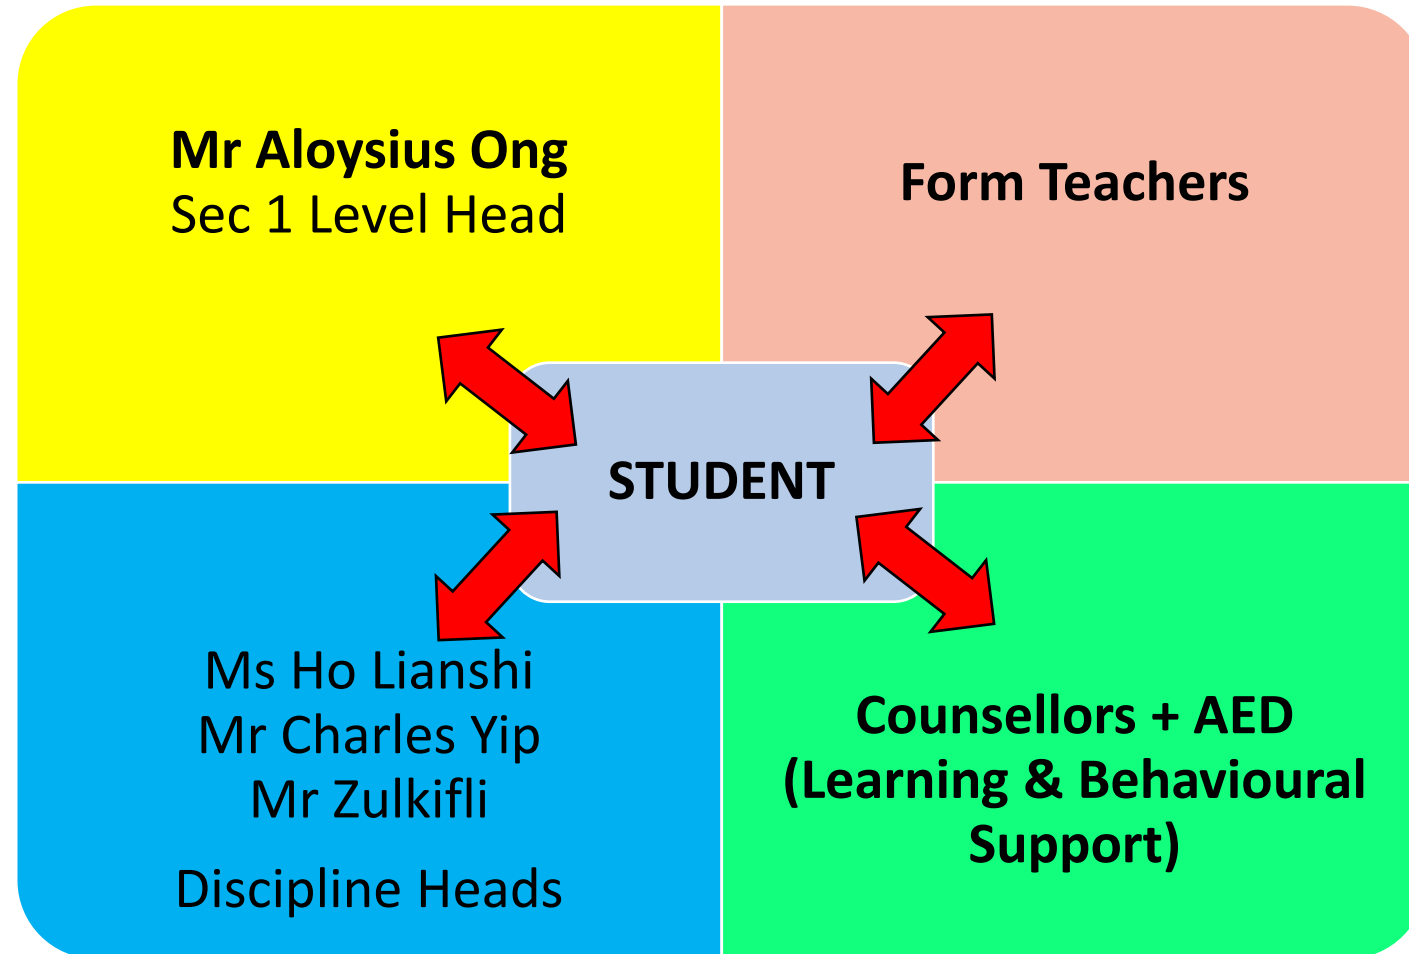 Mr Aloysius Ong
Sec 1 Level Head
Form Teachers
STUDENT
Ms Ho Lianshi
Mr Charles Yip
Mr Zulkifli
Discipline Heads
Counsellors + AED
(Learning & Behavioural
Support)